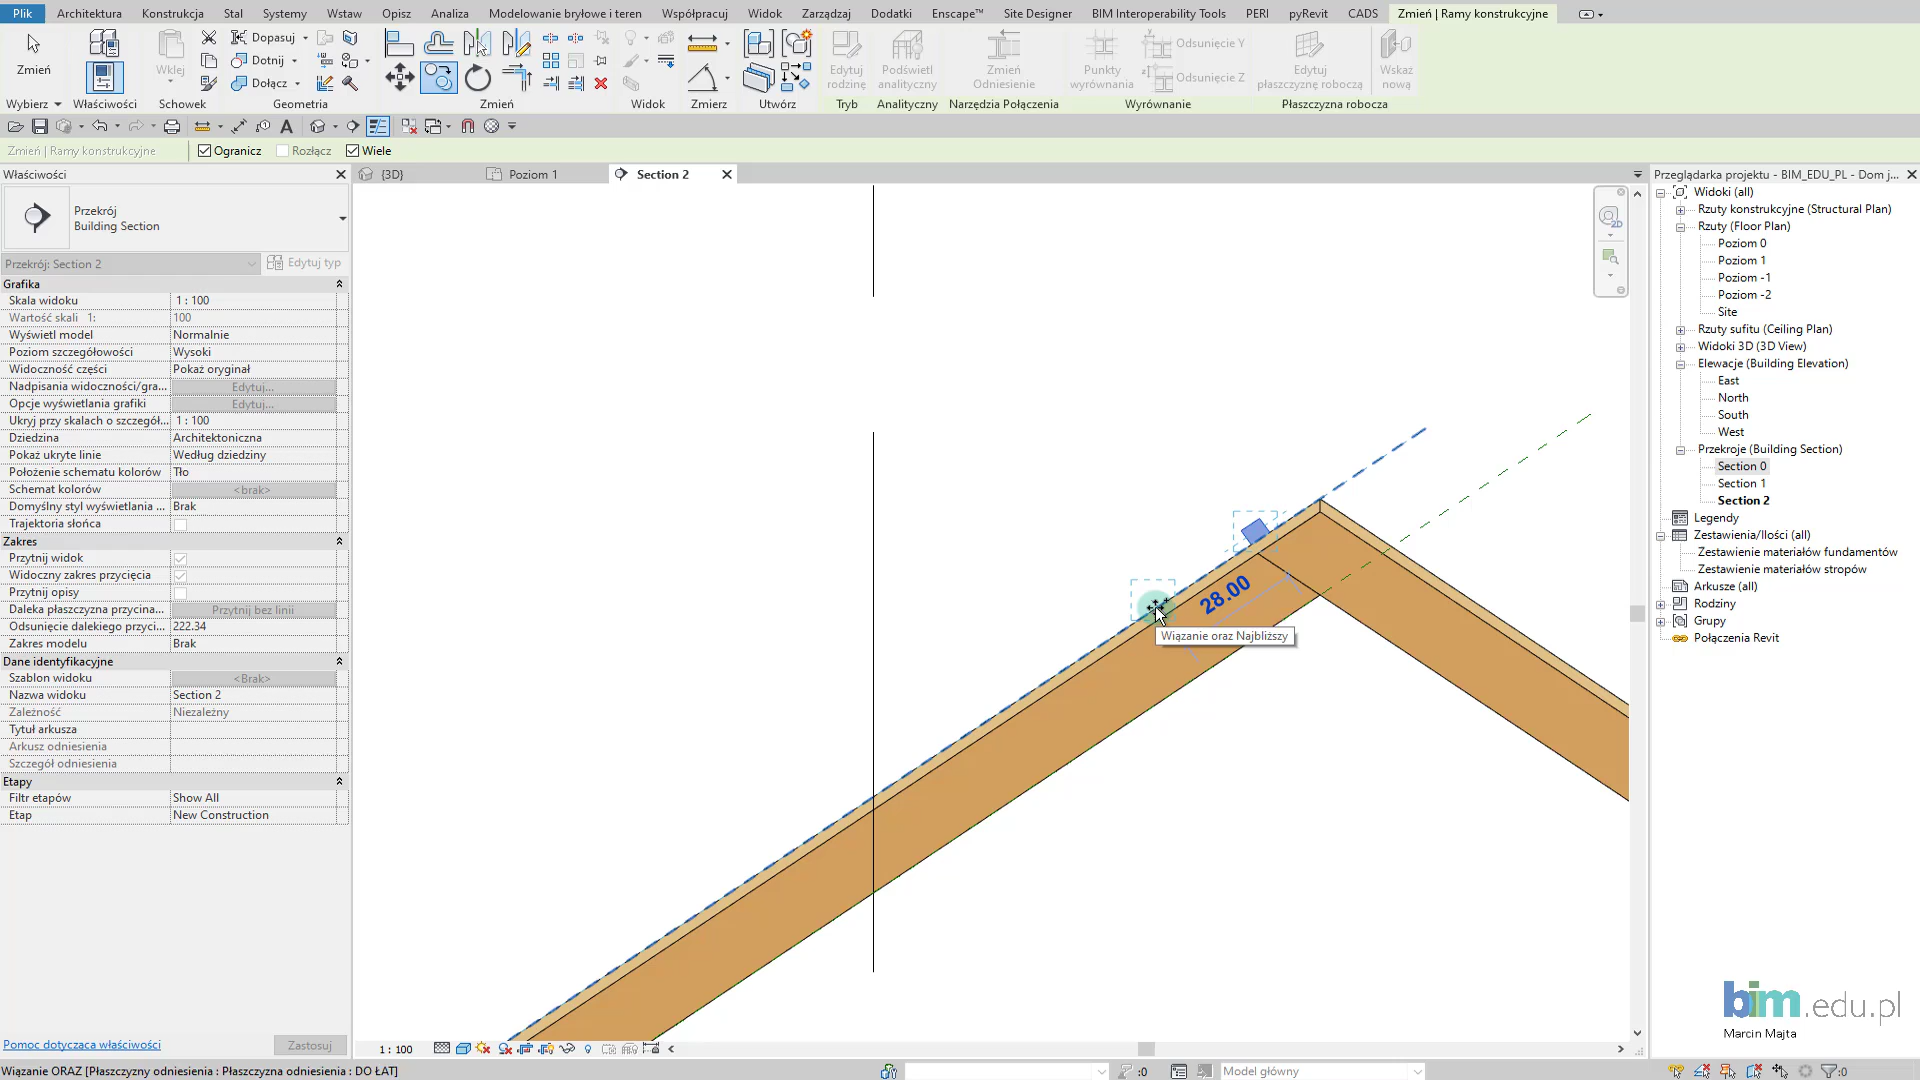 Plik Architektura Konstrukcja Stal Systemy Wstaw Opisz Analiza Modelowanie bryłowe i teren Współpracuj Widok Zarządzaj Dodatki Enscape™ Site Designer BIM Interoperability Tools PERI pyRevit CADS Zmień | Ramy konstrukcyjne
Zmień Wklej Dopasuj Dotnij Dołącz
Edytuj rodzinę
Podświetl analityczny
Zmień Odniesienie
Punkty wyrównania
Odsunięcie Y
Odsunięcie Z
Edytuj płaszczyznę roboczą
Wskaż nową
Wybierz Właściwości Schowek Geometria Zmień Widok Zmierz Utwórz Tryb Analityczny Narzędzia Połączenia Wyrównanie Płaszczyzna robocza
Zmień | Ramy konstrukcyjne Ogranicz Rozłącz Wiele
Właściwości
Przekrój
Building Section
Przekrój: Section 2 Edytuj typ
Grafika
Skala widoku 1 : 100
Wartość skali 1: 100
Wyświetl model Normalnie
Poziom szczegółowości Wysoki
Widoczność części Pokaż oryginał
Nadpisania widoczności/gra... Edytuj...
Opcje wyświetlania grafiki Edytuj...
Ukryj przy skalach o szczegół... 1 : 100
Dziedzina Architektoniczna
Pokaż ukryte linie Według dziedziny
Położenie schematu kolorów Tło
Schemat kolorów <brak>
Domyślny styl wyświetlania ... Brak
Trajektoria słońca
Zakres
Przytnij widok
Widoczny zakres przycięcia
Przytnij opisy
Daleka płaszczyzna przycina... Przytnij bez linii
Odsunięcie dalekiego przyci... 222.34
Zakres modelu Brak
Dane identyfikacyjne
Szablon widoku <Brak>
Nazwa widoku Section 2
Zależność Niezależny
Tytuł arkusza
Arkusz odniesienia
Szczegół odniesienia
Etapy
Filtr etapów Show All
Etap New Construction
Pomoc dotycząca właściwości Zastosuj
{3D} Poziom 1 Section 2
28.00
Wiązanie oraz Najbliższy
Przeglądarka projektu - BIM_EDU_PL - Dom j...
Widoki (all)
Rzuty konstrukcyjne (Structural Plan)
Rzuty (Floor Plan)
Poziom 0
Poziom 1
Poziom -1
Poziom -2
Site
Rzuty sufitu (Ceiling Plan)
Widoki 3D (3D View)
Elewacje (Building Elevation)
East
North
South
West
Przekroje (Building Section)
Section 0
Section 1
Section 2
Legendy
Zestawienia/Ilości (all)
Zestawienie materiałów fundamentów
Zestawienie materiałów stropów
Arkusze (all)
Rodziny
Grupy
Połączenia Revit
bim.edu.pl
Marcin Majta
1 : 100
Wiązanie ORAZ [Płaszczyzny odniesienia : Płaszczyzna odniesienia : DO ŁAT] :0 Model główny :0